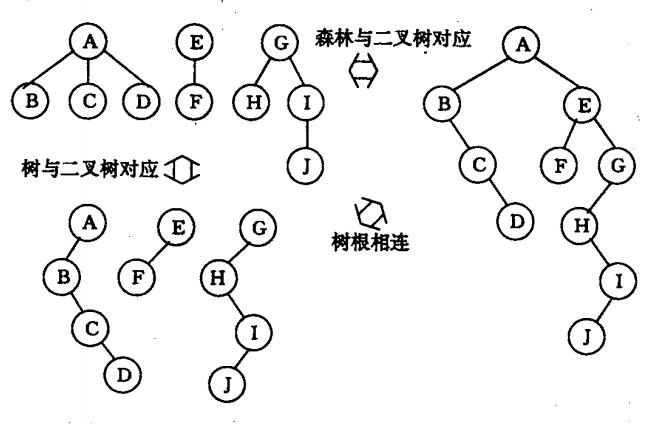 A E G 森林与二叉树对应 A
B C D F H I B E
J C F G
树与二叉树对应
A E G D H
树根相连
B F H I
C I J
D J